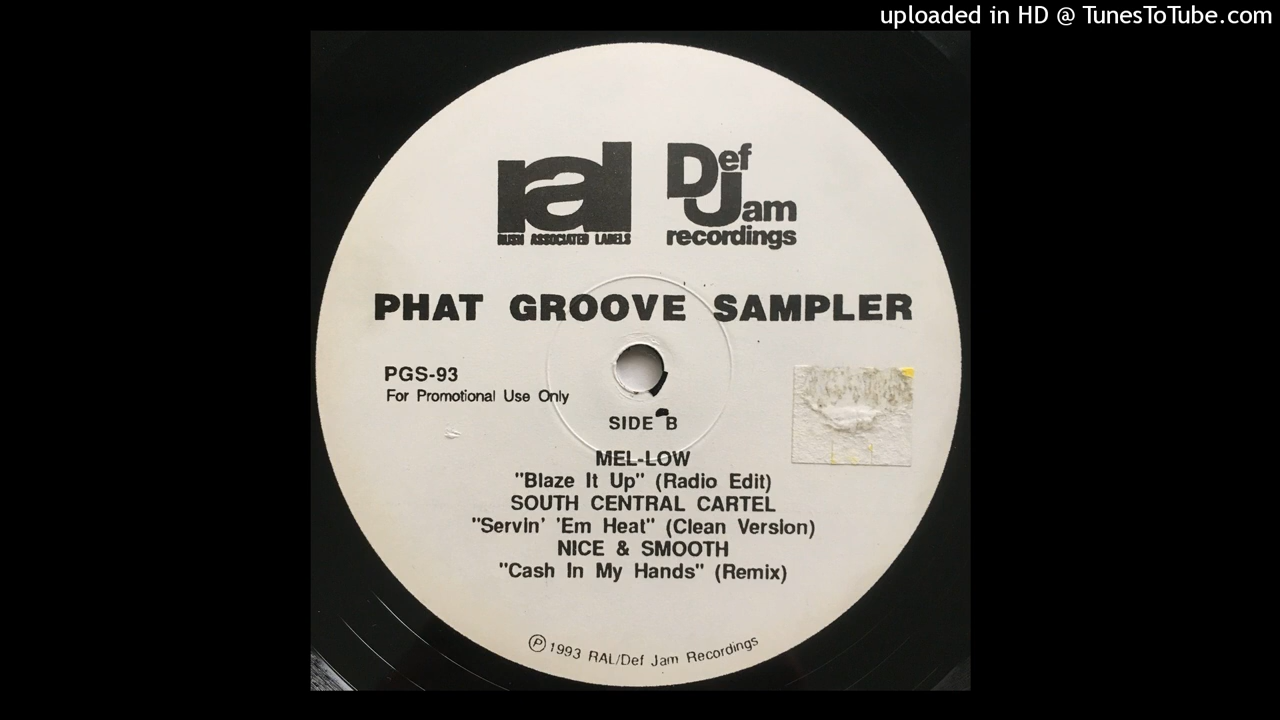 uploaded in HD @ TunesToTube.com
ral
RUSH ASSOCIATED LABELS
Def
Jam
recordings
PHAT GROOVE SAMPLER
PGS-93
For Promotional Use Only
SIDE B
MEL-LOW
"Blaze It Up" (Radio Edit)
SOUTH CENTRAL CARTEL
"Servin' 'Em Heat" (Clean Version)
NICE & SMOOTH
"Cash In My Hands" (Remix)
Ⓟ 1993 RAL/Def Jam Recordings